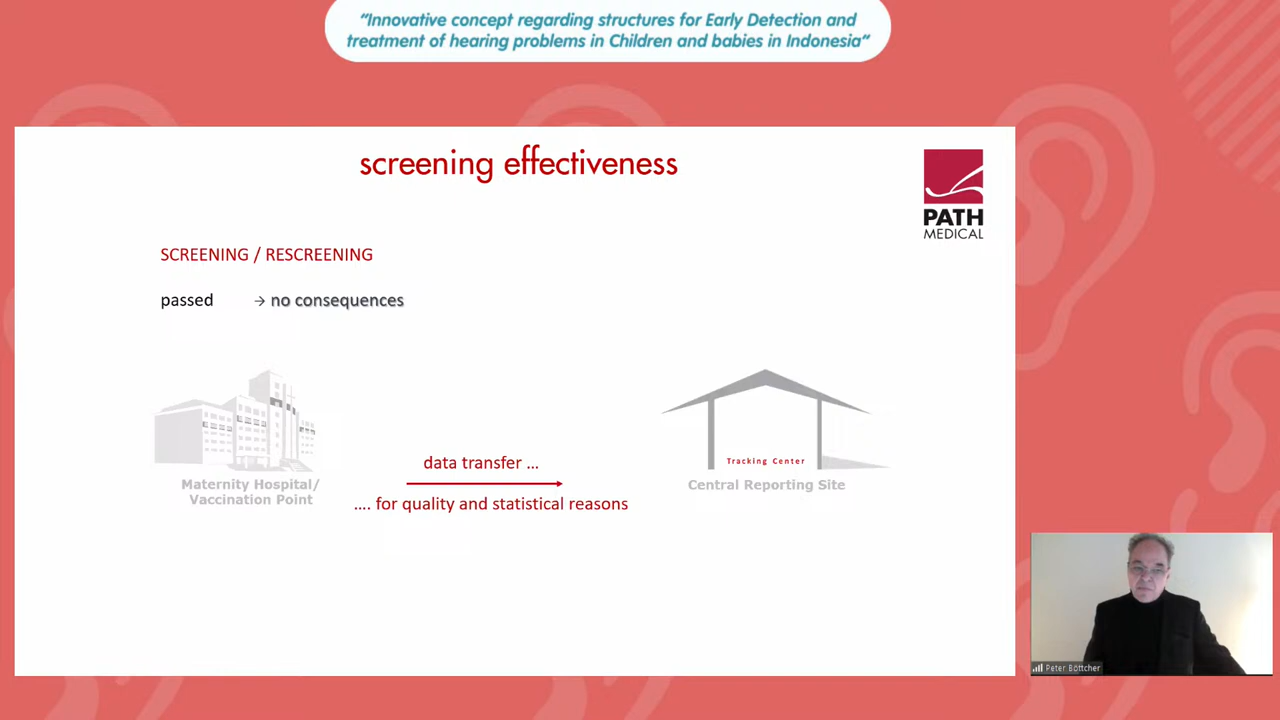 “Innovative concept regarding structures for Early Detection and
treatment of hearing problems in Children and babies in Indonesia“
screening effectiveness
PATH
MEDICAL
SCREENING / RESCREENING
passed → no consequences
data transfer ...
.... for quality and statistical reasons
Maternity Hospital/
Vaccination Point
Tracking Center
Central Reporting Site
Peter Böttcher